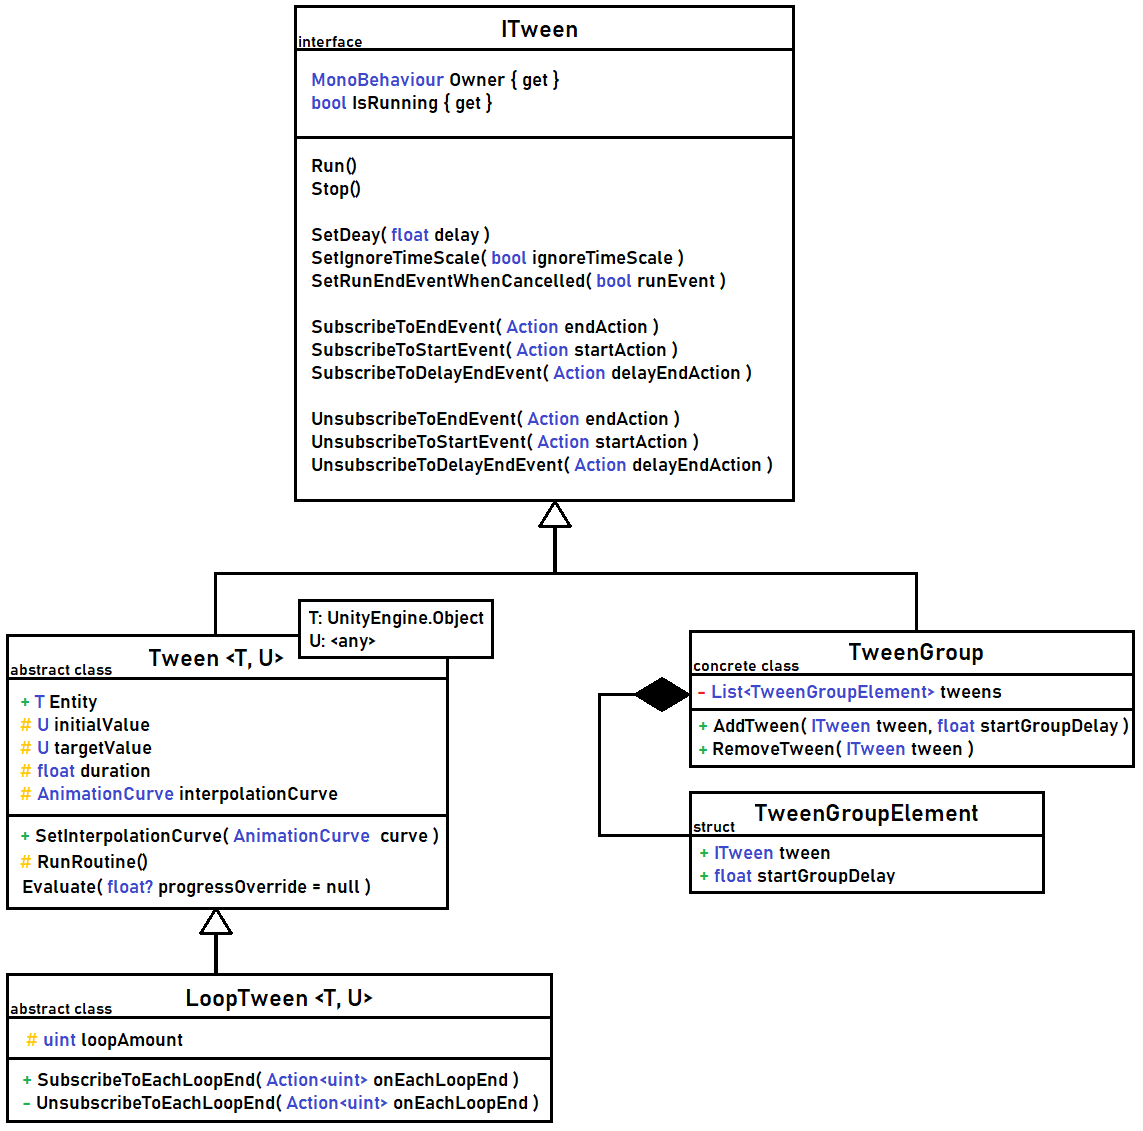 ITween
interface
MonoBehaviour Owner { get }
bool IsRunning { get }
Run()
Stop()
SetDeay( float delay )
SetIgnoreTimeScale( bool ignoreTimeScale )
SetRunEndEventWhenCancelled( bool runEvent )
SubscribeToEndEvent( Action endAction )
SubscribeToStartEvent( Action startAction )
SubscribeToDelayEndEvent( Action delayEndAction )
UnsubscribeToEndEvent( Action endAction )
UnsubscribeToStartEvent( Action startAction )
UnsubscribeToDelayEndEvent( Action delayEndAction )
T: UnityEngine.Object
U: <any>
Tween <T, U>
abstract class
+ T Entity
# U initialValue
# U targetValue
# float duration
# AnimationCurve interpolationCurve
+ SetInterpolationCurve( AnimationCurve curve )
# RunRoutine()
Evaluate( float? progressOverride = null )
TweenGroup
concrete class
- List<TweenGroupElement> tweens
+ AddTween( ITween tween, float startGroupDelay )
+ RemoveTween( ITween tween )
TweenGroupElement
struct
+ ITween tween
+ float startGroupDelay
LoopTween <T, U>
abstract class
# uint loopAmount
+ SubscribeToEachLoopEnd( Action<uint> onEachLoopEnd )
- UnsubscribeToEachLoopEnd( Action<uint> onEachLoopEnd )